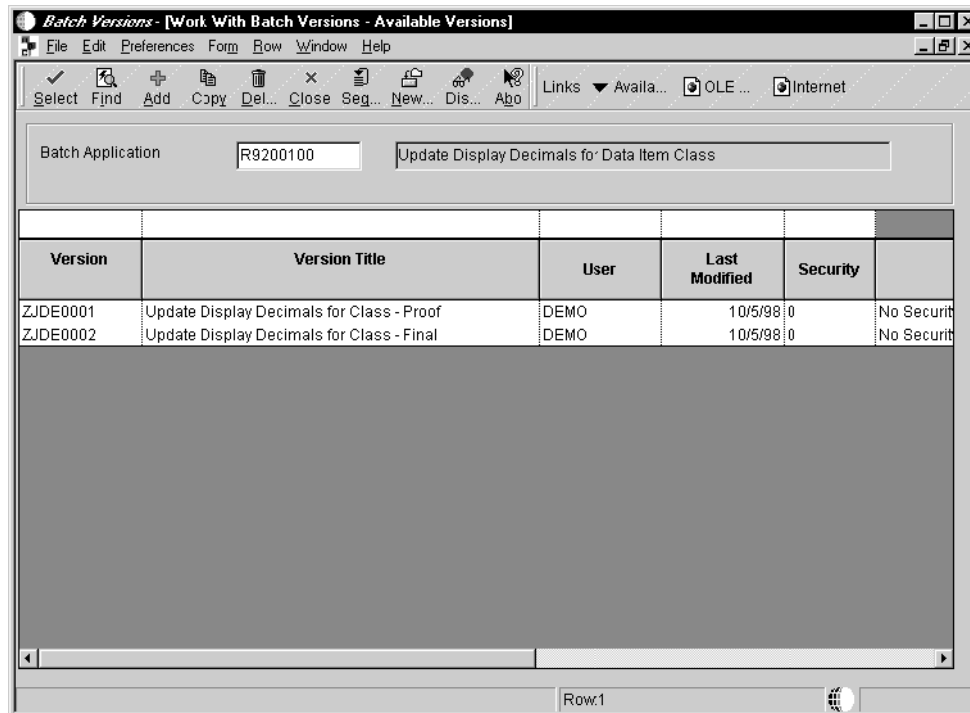 Batch Versions - [Work With Batch Versions - Available Versions]
File Edit Preferences Form Row Window Help
Select Find Add Copy Del... Close Seq... New... Dis... Abo Links Availa... OLE ... Internet
Batch Application R9200100 Update Display Decimals for Data Item Class
Version Version Title User Last Modified Security
ZJDE0001 Update Display Decimals for Class - Proof DEMO 10/5/98 0 No Securit
ZJDE0002 Update Display Decimals for Class - Final DEMO 10/5/98 0 No Securit
Row:1